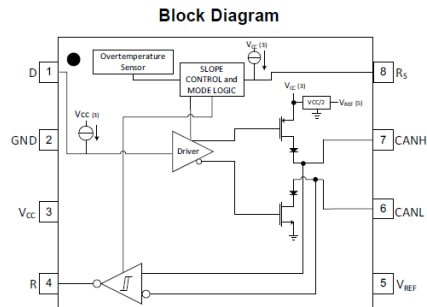 Block Diagram
Overtemperature
Sensor
SLOPE
CONTROL and
MODE LOGIC
VCC (3)
D 1
8 RS
VCC (3)
VCC/2
VREF (5)
VCC (3)
GND 2
Driver
7 CANH
VCC 3
6 CANL
R 4
5 VREF